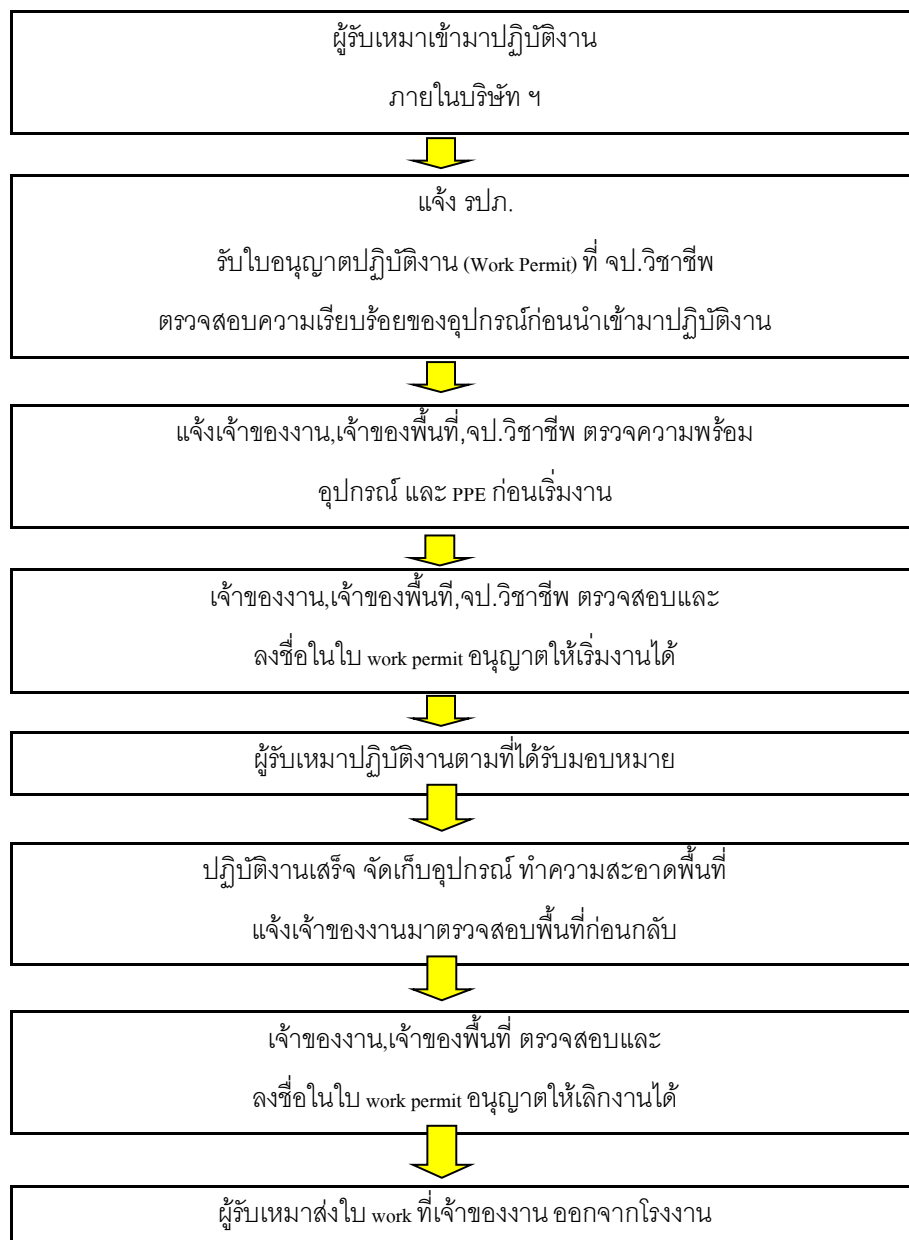 ผู้รับเหมาเข้ามาปฏิบัติงาน
ภายในบริษัท ฯ
แจ้ง รปภ.
รับใบอนุญาตปฏิบัติงาน (Work Permit) ที่ จป.วิชาชีพ
ตรวจสอบความเรียบร้อยของอุปกรณ์ก่อนนำเข้ามาปฏิบัติงาน
แจ้งเจ้าของงาน,เจ้าของพื้นที่,จป.วิชาชีพ ตรวจความพร้อม
อุปกรณ์ และ PPE ก่อนเริ่มงาน
เจ้าของงาน,เจ้าของพื้นที่,จป.วิชาชีพ ตรวจสอบและ
ลงชื่อในใบ work permit อนุญาตให้เริ่มงานได้
ผู้รับเหมาปฏิบัติงานตามที่ได้รับมอบหมาย
ปฏิบัติงานเสร็จ จัดเก็บอุปกรณ์ ทำความสะอาดพื้นที่
แจ้งเจ้าของงานมาตรวจสอบพื้นที่ก่อนกลับ
เจ้าของงาน,เจ้าของพื้นที่ ตรวจสอบและ
ลงชื่อในใบ work permit อนุญาตให้เลิกงานได้
ผู้รับเหมาส่งใบ work ที่เจ้าของงาน ออกจากโรงงาน